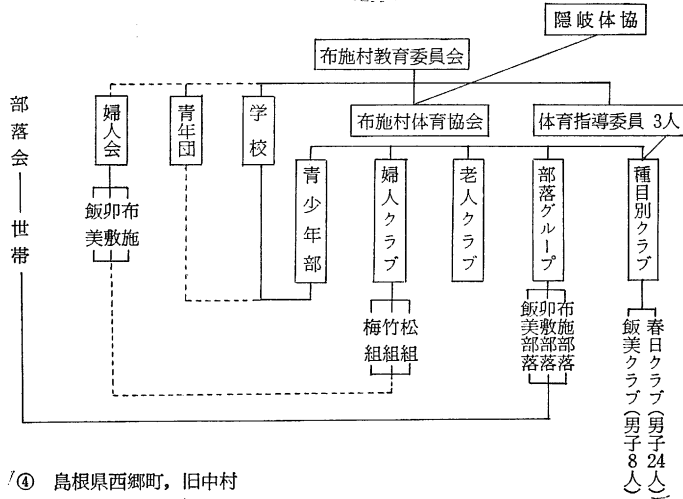 隠岐体協
布施村教育委員会
部落会
世帯
婦人会
青年団
学校
布施村体育協会
体育指導委員 3人
布施
卯敷
飯美
青少年部
婦人クラブ
老人クラブ
部落グループ
種目別クラブ
松組
竹組
梅組
布施部落
卯敷部落
飯美部落
春日クラブ(男子24人)
飯美クラブ(男子8人)
④ 島根県西郷町，旧中村